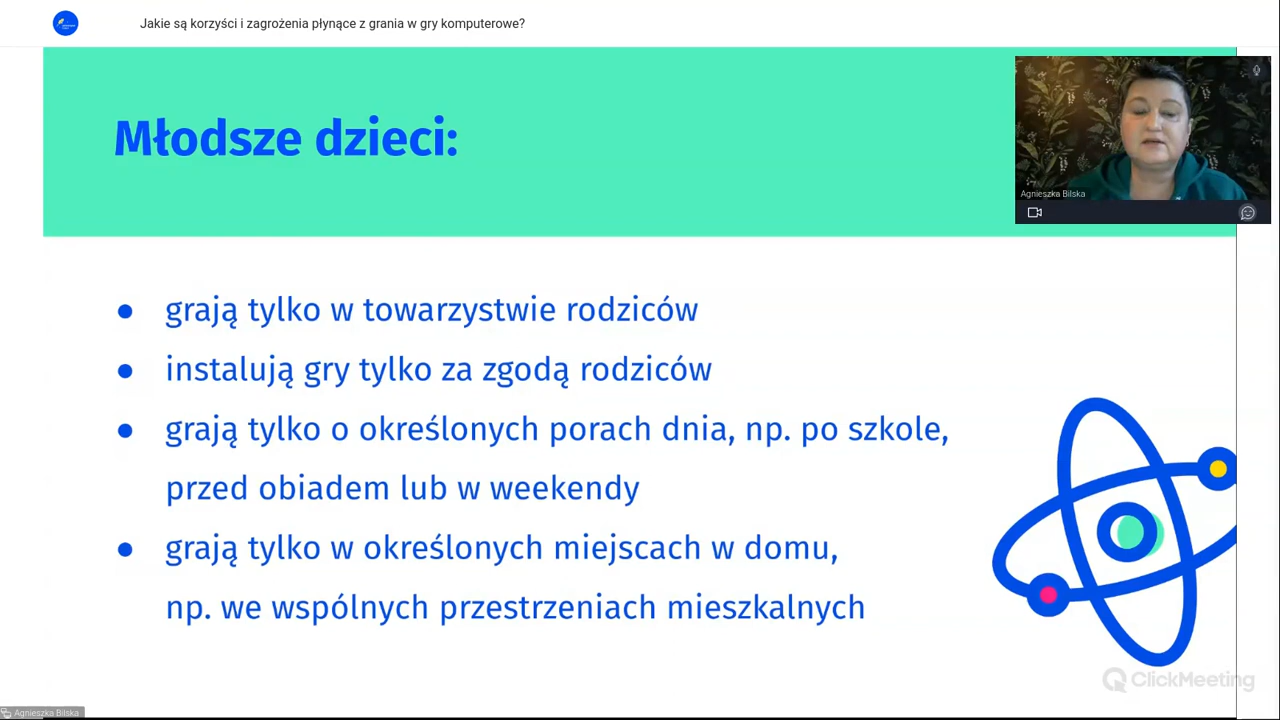 Jakie są korzyści i zagrożenia płynące z grania w gry komputerowe?
Młodsze dzieci:
Agnieszka Bilska
● grają tylko w towarzystwie rodziców
● instalują gry tylko za zgodą rodziców
● grają tylko o określonych porach dnia, np. po szkole,
przed obiadem lub w weekendy
● grają tylko w określonych miejscach w domu,
np. we wspólnych przestrzeniach mieszkalnych
ClickMeeting
Agnieszka Bilska